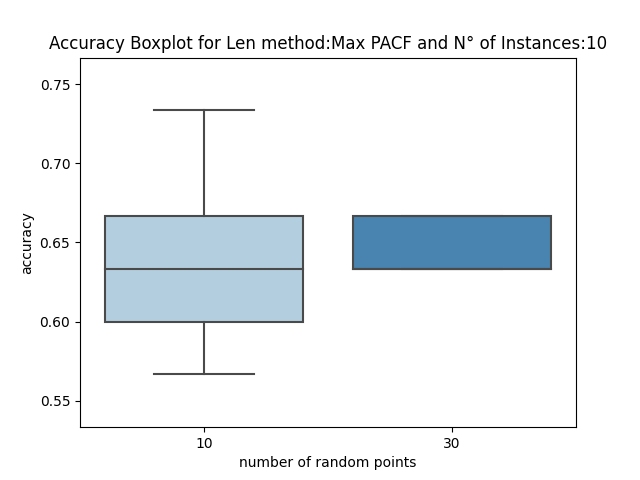 Accuracy Boxplot for Len method:Max PACF and N° of Instances:10
0.75
0.70
0.65
0.60
0.55
accuracy
10
30
number of random points